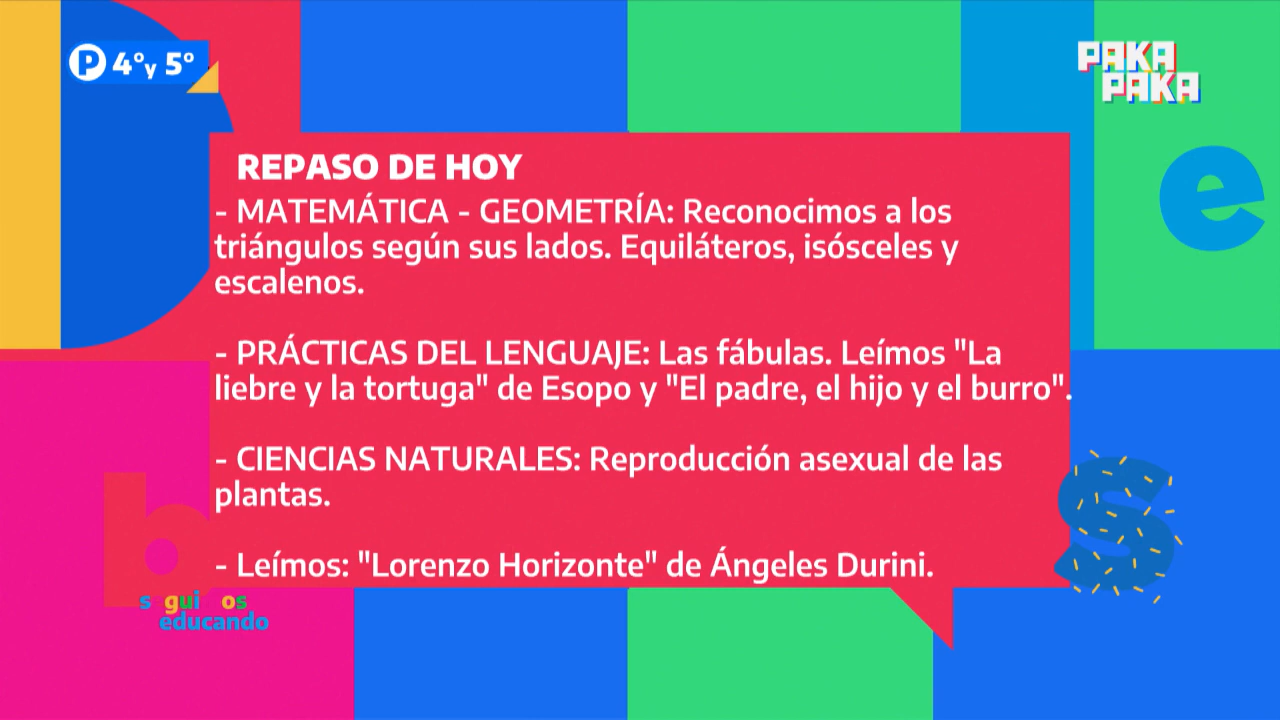 P 4° y 5°
PAKA
PAKA
e
REPASO DE HOY
- MATEMÁTICA - GEOMETRÍA: Reconocimos a los
triángulos según sus lados. Equiláteros, isósceles y
escalenos.
- PRÁCTICAS DEL LENGUAJE: Las fábulas. Leímos "La
liebre y la tortuga" de Esopo y "El padre, el hijo y el burro".
- CIENCIAS NATURALES: Reproducción asexual de las
plantas.
- Leímos: "Lorenzo Horizonte" de Ángeles Durini.
b
s
seguimos
educando